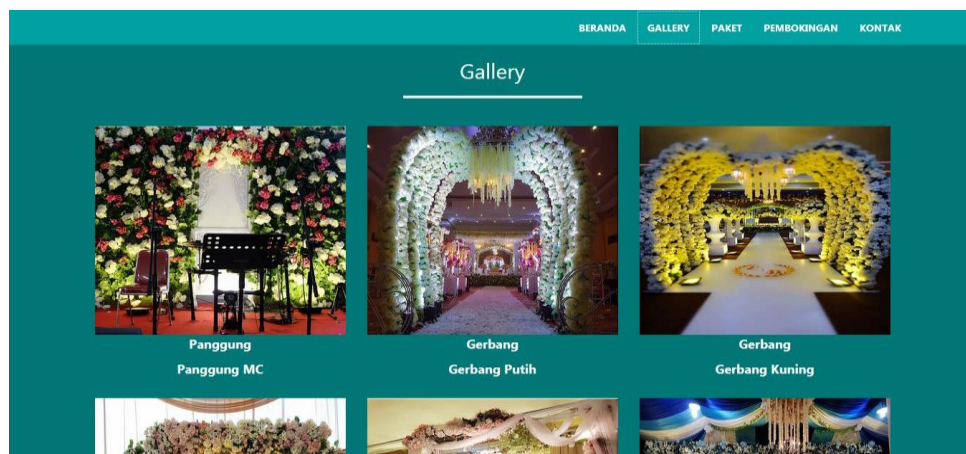 BERANDA GALLERY PAKET PEMBOKINGAN KONTAK
Gallery
Panggung
Panggung MC
Gerbang
Gerbang Putih
Gerbang
Gerbang Kuning